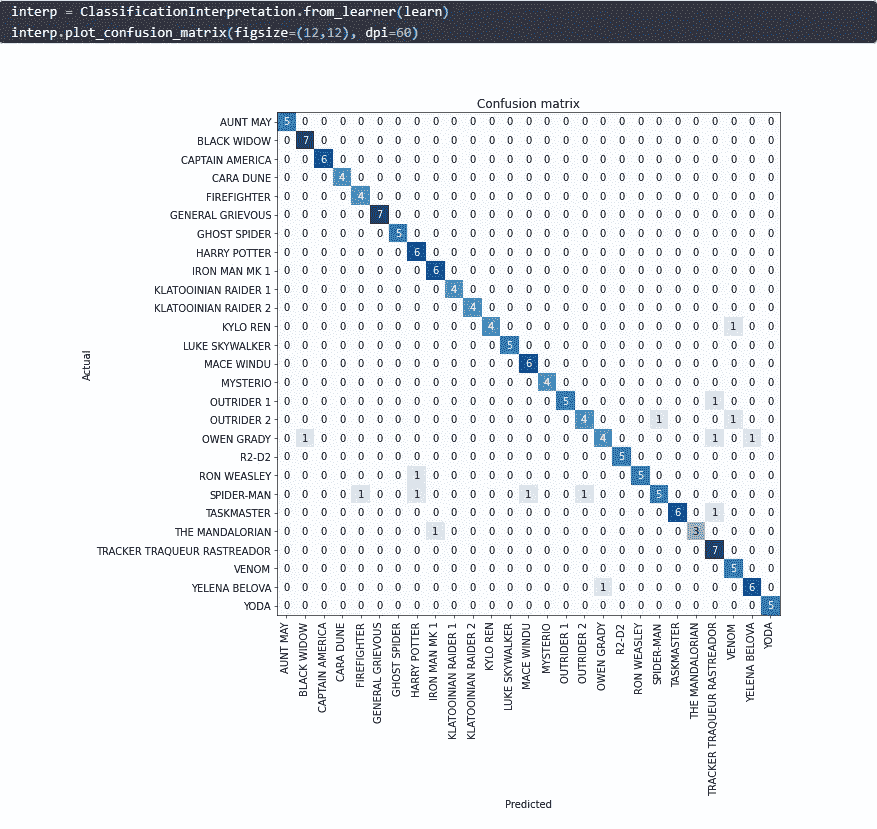 interp = ClassificationInterpretation.from_learner(learn)
interp.plot_confusion_matrix(figsize=(12,12), dpi=60)
Confusion matrix
AUNT MAY 5 0 0 0 0 0 0 0 0 0 0 0 0 0 0 0 0 0 0 0 0 0 0 0 0 0 0
BLACK WIDOW 0 7 0 0 0 0 0 0 0 0 0 0 0 0 0 0 0 0 0 0 0 0 0 0 0 0 0
CAPTAIN AMERICA 0 0 6 0 0 0 0 0 0 0 0 0 0 0 0 0 0 0 0 0 0 0 0 0 0 0 0
CARA DUNE 0 0 0 4 0 0 0 0 0 0 0 0 0 0 0 0 0 0 0 0 0 0 0 0 0 0 0
FIREFIGHTER 0 0 0 0 4 0 0 0 0 0 0 0 0 0 0 0 0 0 0 0 0 0 0 0 0 0 0
GENERAL GRIEVOUS 0 0 0 0 0 7 0 0 0 0 0 0 0 0 0 0 0 0 0 0 0 0 0 0 0 0 0
GHOST SPIDER 0 0 0 0 0 0 5 0 0 0 0 0 0 0 0 0 0 0 0 0 0 0 0 0 0 0 0
HARRY POTTER 0 0 0 0 0 0 0 6 0 0 0 0 0 0 0 0 0 0 0 0 0 0 0 0 0 0 0
IRON MAN MK 1 0 0 0 0 0 0 0 0 6 0 0 0 0 0 0 0 0 0 0 0 0 0 0 0 0 0 0
KLATOOINIAN RAIDER 1 0 0 0 0 0 0 0 0 0 4 0 0 0 0 0 0 0 0 0 0 0 0 0 0 0 0 0
KLATOOINIAN RAIDER 2 0 0 0 0 0 0 0 0 0 0 4 0 0 0 0 0 0 0 0 0 0 0 0 0 0 0 0
KYLO REN 0 0 0 0 0 0 0 0 0 0 0 4 0 0 0 0 0 0 0 0 0 0 0 0 1 0 0
LUKE SKYWALKER 0 0 0 0 0 0 0 0 0 0 0 0 5 0 0 0 0 0 0 0 0 0 0 0 0 0 0
MACE WINDU 0 0 0 0 0 0 0 0 0 0 0 0 0 6 0 0 0 0 0 0 0 0 0 0 0 0 0
MYSTERIO 0 0 0 0 0 0 0 0 0 0 0 0 0 0 4 0 0 0 0 0 0 0 0 0 0 0 0
OUTRIDER 1 0 0 0 0 0 0 0 0 0 0 0 0 0 0 0 5 0 0 0 0 0 0 0 1 0 0 0
OUTRIDER 2 0 0 0 0 0 0 0 0 0 0 0 0 0 0 0 0 4 0 0 0 1 0 0 0 1 0 0
OWEN GRADY 0 1 0 0 0 0 0 0 0 0 0 0 0 0 0 0 0 4 0 0 0 0 0 1 0 1 0
R2-D2 0 0 0 0 0 0 0 0 0 0 0 0 0 0 0 0 0 0 5 0 0 0 0 0 0 0 0
RON WEASLEY 0 0 0 0 0 0 0 1 0 0 0 0 0 0 0 0 0 0 0 5 0 0 0 0 0 0 0
SPIDER-MAN 0 0 0 0 1 0 0 1 0 0 0 0 0 1 0 0 1 0 0 0 5 0 0 0 0 0 0
TASKMASTER 0 0 0 0 0 0 0 0 0 0 0 0 0 0 0 0 0 0 0 0 0 6 0 1 0 0 0
THE MANDALORIAN 0 0 0 0 0 0 0 0 1 0 0 0 0 0 0 0 0 0 0 0 0 0 3 0 0 0 0
TRACKER TRAQUEUR RASTREADOR 0 0 0 0 0 0 0 0 0 0 0 0 0 0 0 0 0 0 0 0 0 0 0 7 0 0 0
VENOM 0 0 0 0 0 0 0 0 0 0 0 0 0 0 0 0 0 0 0 0 0 0 0 0 5 0 0
YELENA BELOVA 0 0 0 0 0 0 0 0 0 0 0 0 0 0 0 0 0 1 0 0 0 0 0 0 0 6 0
YODA 0 0 0 0 0 0 0 0 0 0 0 0 0 0 0 0 0 0 0 0 0 0 0 0 0 0 5
Actual
AUNT MAY
BLACK WIDOW
CAPTAIN AMERICA
CARA DUNE
FIREFIGHTER
GENERAL GRIEVOUS
GHOST SPIDER
HARRY POTTER
IRON MAN MK 1
KLATOOINIAN RAIDER 1
KLATOOINIAN RAIDER 2
KYLO REN
LUKE SKYWALKER
MACE WINDU
MYSTERIO
OUTRIDER 1
OUTRIDER 2
OWEN GRADY
R2-D2
RON WEASLEY
SPIDER-MAN
TASKMASTER
THE MANDALORIAN
TRACKER TRAQUEUR RASTREADOR
VENOM
YELENA BELOVA
YODA
Predicted